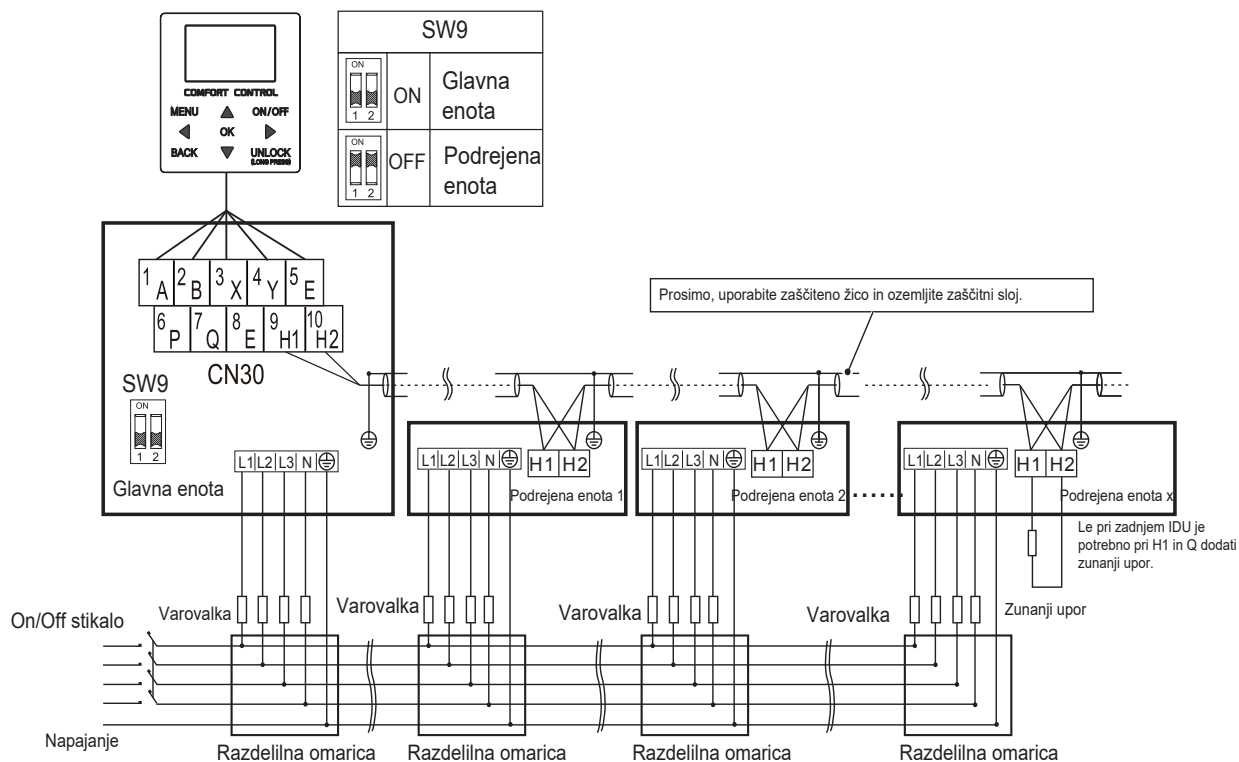 COMFORT CONTROL
MENU
ON/OFF
OK
BACK
UNLOCK
(LONG PRESS)
SW9
ON
1 2
ON
Glavna
enota
ON
1 2
OFF
Podrejena
enota
1 A 2 B 3 X 4 Y 5 E
6 P 7 Q 8 E 9 H1 10 H2
CN30
SW9
ON
1 2
Prosimo, uporabite zaščiteno žico in ozemljite zaščitni sloj.
L1 L2 L3 N
Glavna enota
L1 L2 L3 N
H1 H2
Podrejena enota 1
L1 L2 L3 N
H1 H2
Podrejena enota 2
L1 L2 L3 N
H1 H2
Podrejena enota x
Le pri zadnjem IDU je
potrebno pri H1 in Q dodati
zunanji upor.
Zunanji upor
Varovalka
Varovalka
Varovalka
Varovalka
On/Off stikalo
Napajanje
Razdelilna omarica
Razdelilna omarica
Razdelilna omarica
Razdelilna omarica